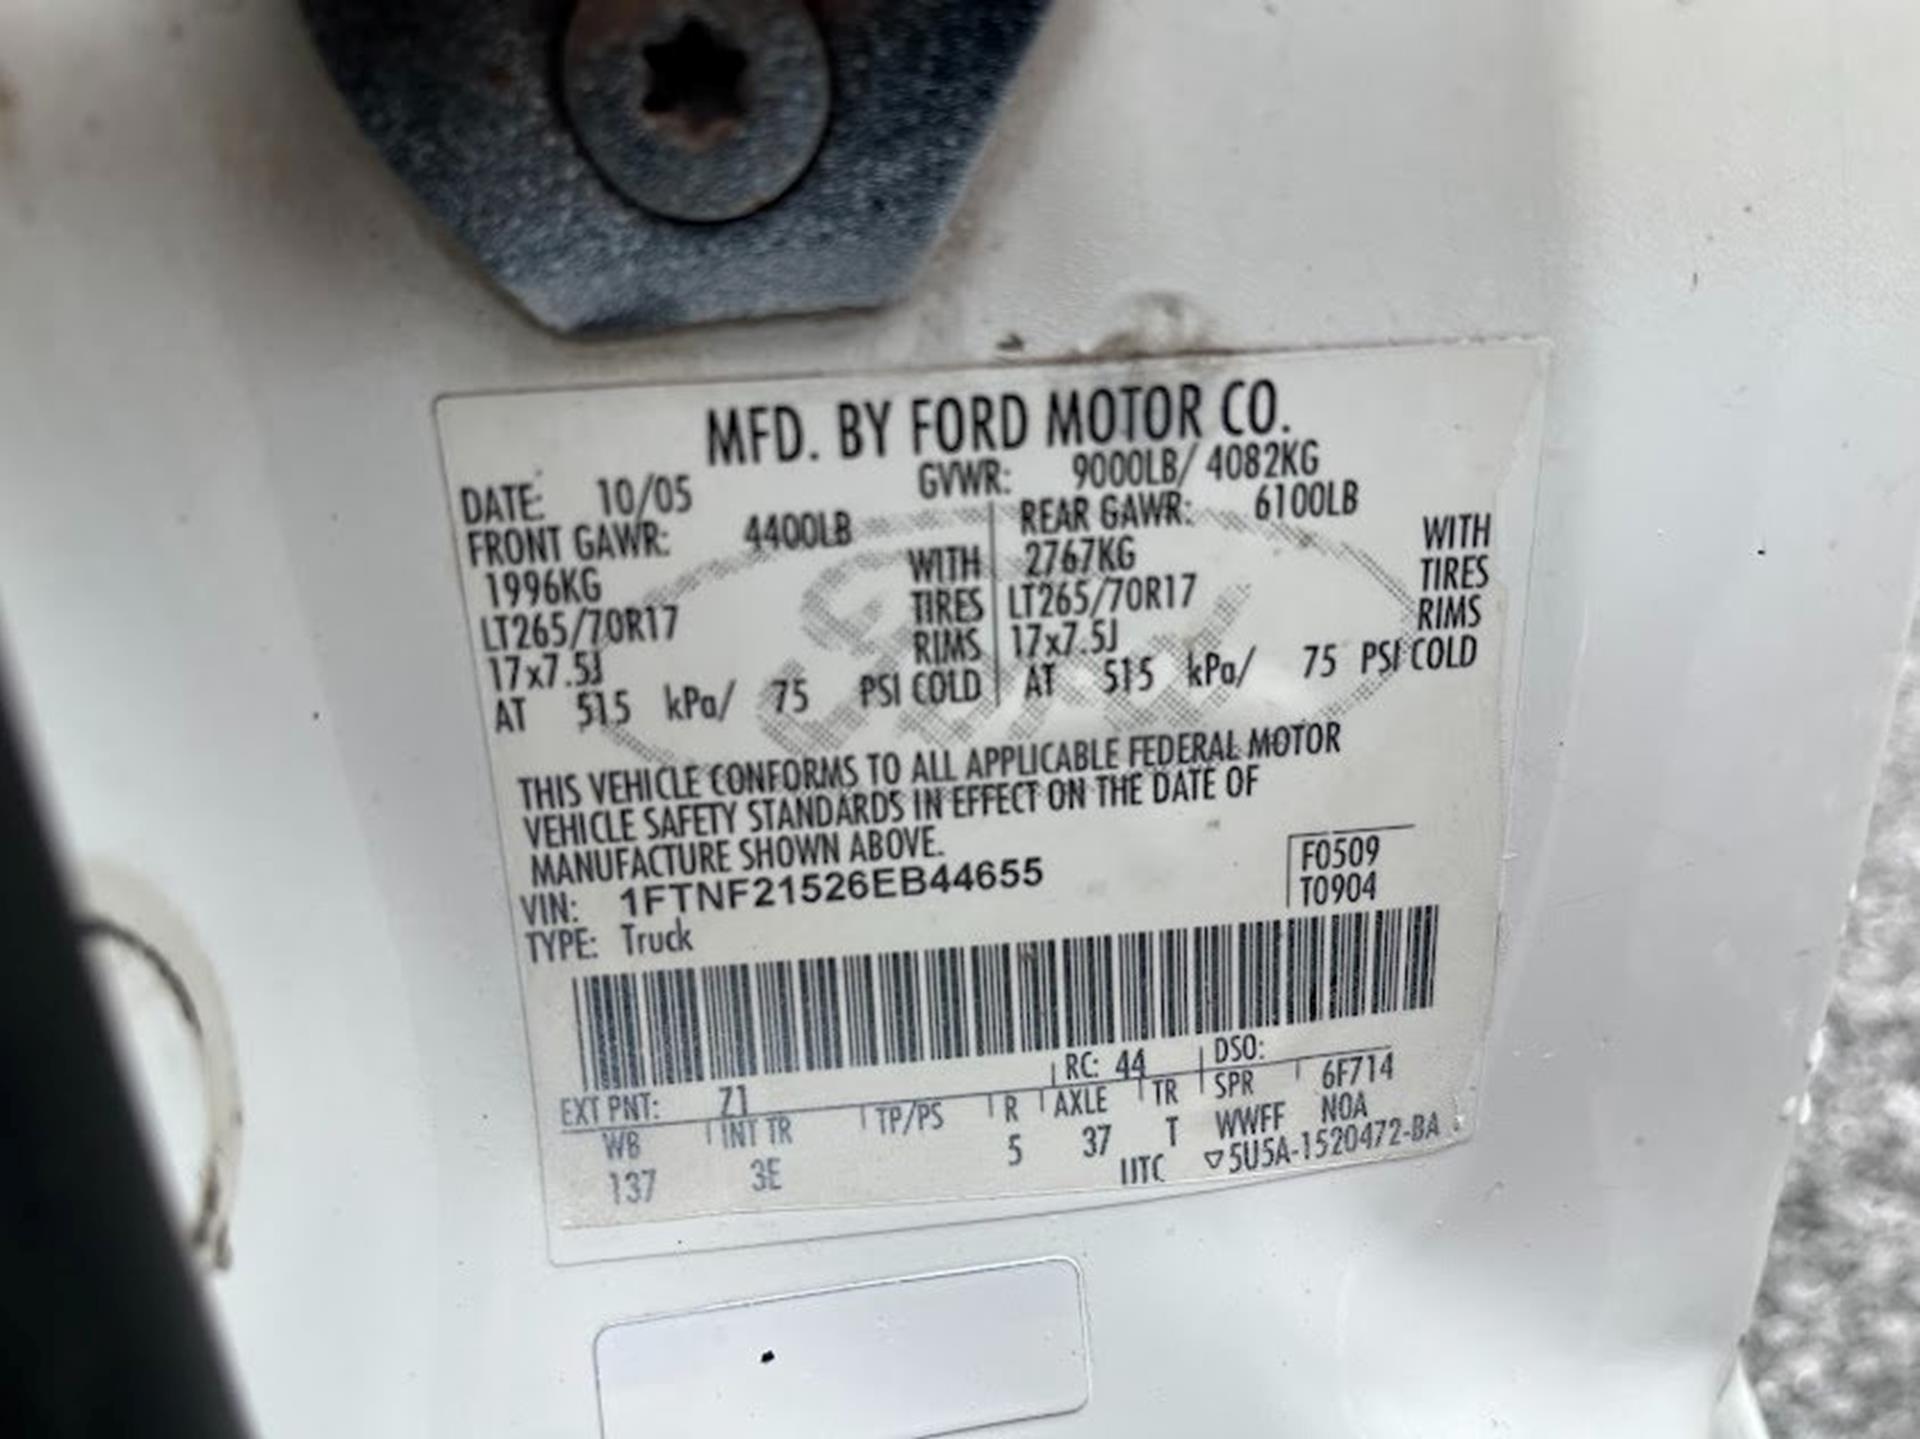 MFD. BY FORD MOTOR CO.
DATE: 10/05 GVWR: 9000LB/ 4082KG
FRONT GAWR: 4400LB REAR GAWR: 6100LB
1996KG WITH 2767KG WITH
LT265/70R17 TIRES LT265/70R17 TIRES
17x7.5J RIMS 17x7.5J RIMS
AT 515 kPa/ 75 PSI COLD AT 515 kPa/ 75 PSI COLD
THIS VEHICLE CONFORMS TO ALL APPLICABLE FEDERAL MOTOR
VEHICLE SAFETY STANDARDS IN EFFECT ON THE DATE OF
MANUFACTURE SHOWN ABOVE.
VIN: 1FTNF21526EB44655 F0509
TYPE: Truck T0904
EXT PNT: Z1 RC: 44 DSO:
WB INT TR TP/PS R AXLE TR SPR 6F714
137 3E 5 37 T WWFF NOA
UTC ▽5U5A-1520472-BA
Ford